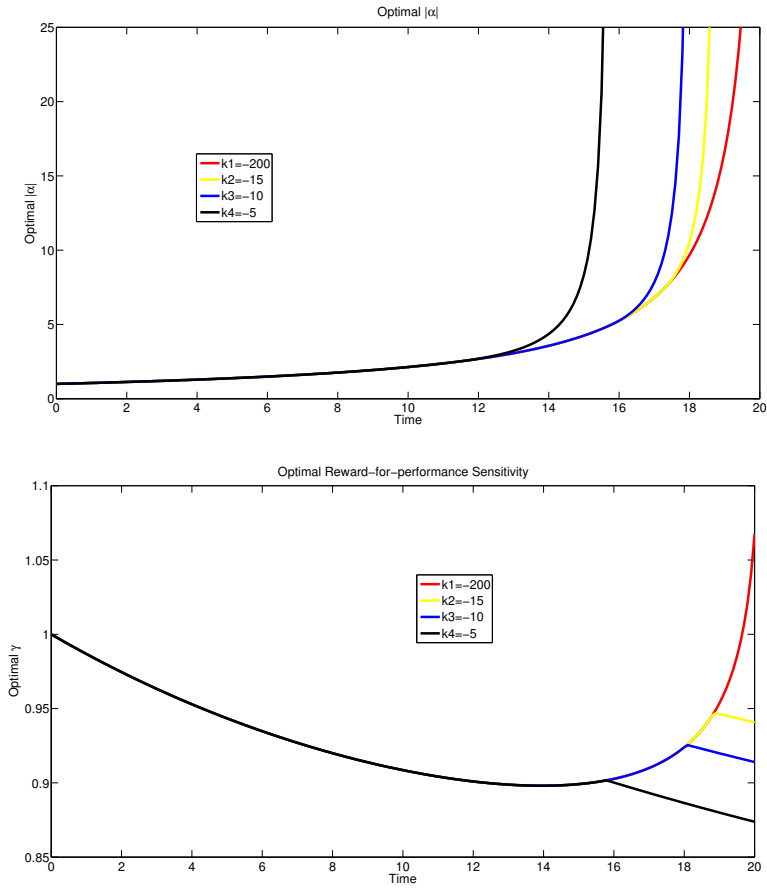 Optimal |α|
25
20
15
10
5
0
Optimal |α|
k1=−200
k2=−15
k3=−10
k4=−5
0 2 4 6 8 10 12 14 16 18 20
Time
Optimal Reward−for−performance Sensitivity
1.1
1.05
1
0.95
0.9
0.85
Optimal γ
k1=−200
k2=−15
k3=−10
k4=−5
0 2 4 6 8 10 12 14 16 18 20
Time